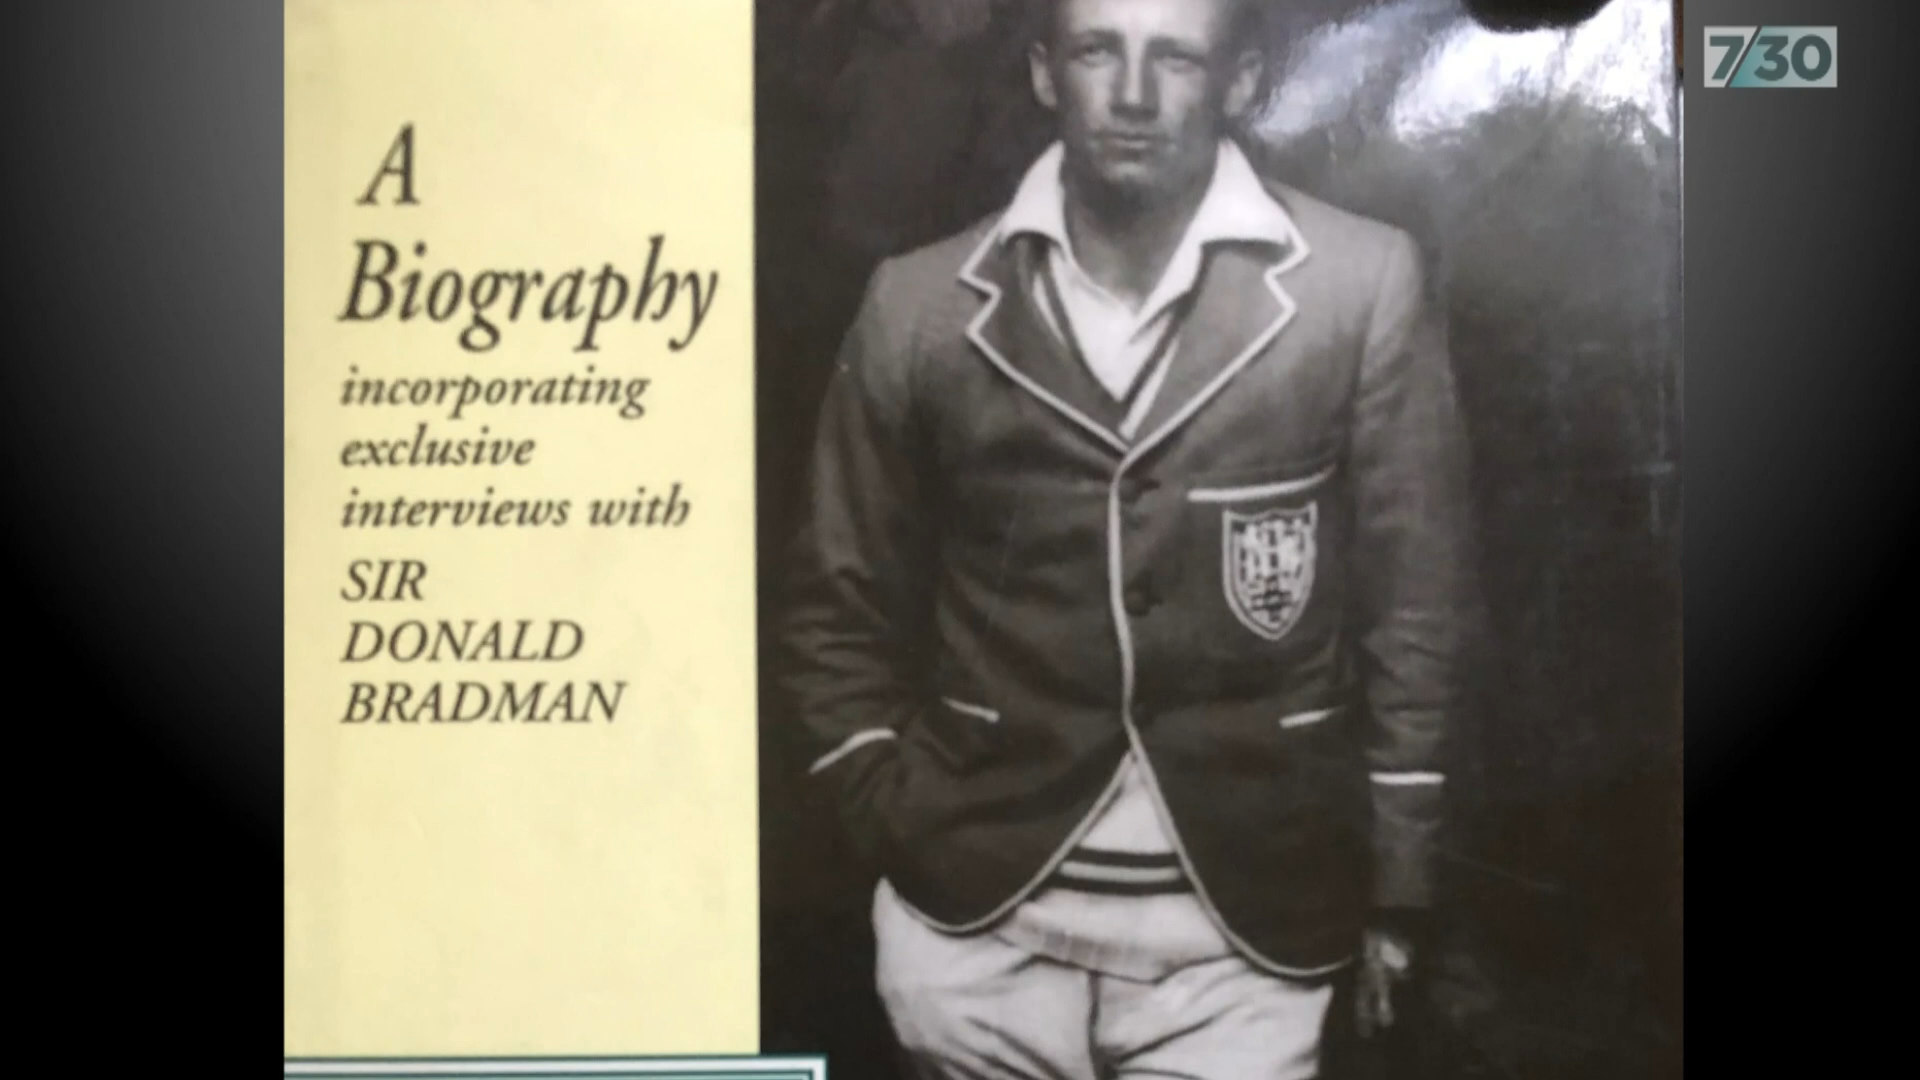 7/30
A
Biography
incorporating
exclusive
interviews with
SIR
DONALD
BRADMAN